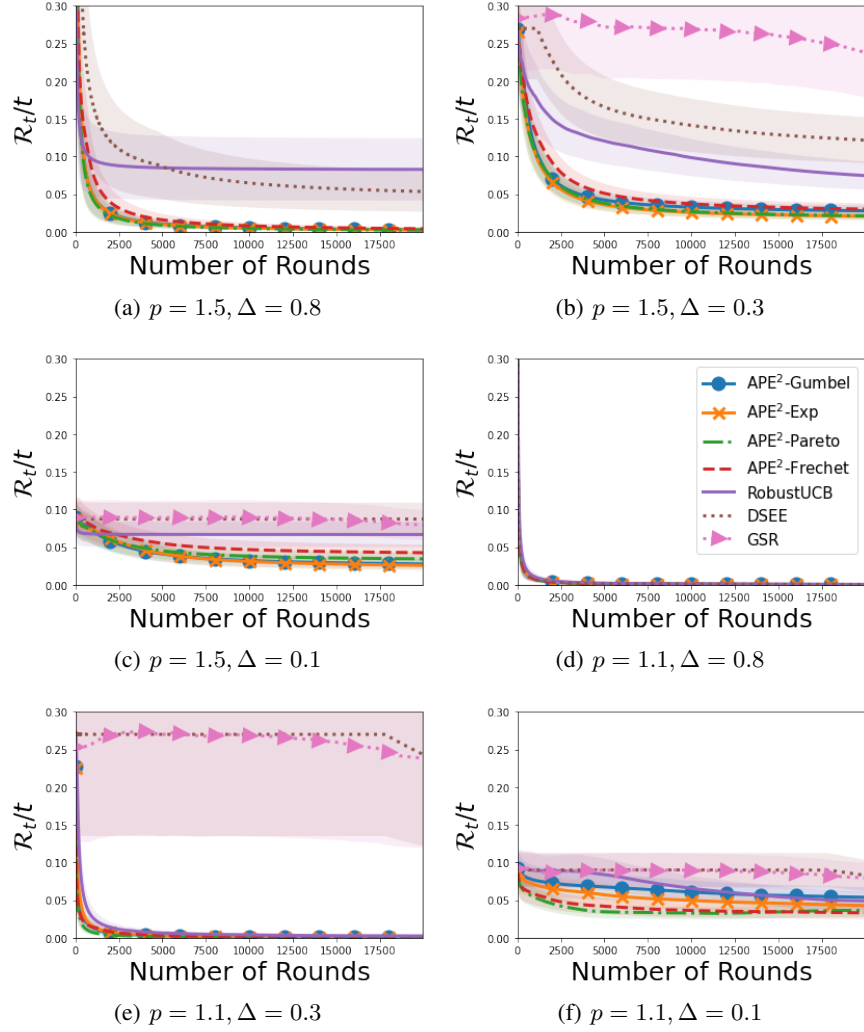 0.30
0.25
0.20
0.15
0.10
0.05
0.00
0 2500 5000 7500 10000 12500 15000 17500
R_t/t
Number of Rounds
(a) p = 1.5, Δ = 0.8
0.30
0.25
0.20
0.15
0.10
0.05
0.00
0 2500 5000 7500 10000 12500 15000 17500
R_t/t
Number of Rounds
(b) p = 1.5, Δ = 0.3
0.30
0.25
0.20
0.15
0.10
0.05
0.00
0 2500 5000 7500 10000 12500 15000 17500
R_t/t
Number of Rounds
(c) p = 1.5, Δ = 0.1
0.30
0.25
0.20
0.15
0.10
0.05
0.00
0 2500 5000 7500 10000 12500 15000 17500
R_t/t
APE²-Gumbel
APE²-Exp
APE²-Pareto
APE²-Frechet
RobustUCB
DSEE
GSR
Number of Rounds
(d) p = 1.1, Δ = 0.8
0.30
0.25
0.20
0.15
0.10
0.05
0.00
0 2500 5000 7500 10000 12500 15000 17500
R_t/t
Number of Rounds
(e) p = 1.1, Δ = 0.3
0.30
0.25
0.20
0.15
0.10
0.05
0.00
0 2500 5000 7500 10000 12500 15000 17500
R_t/t
Number of Rounds
(f) p = 1.1, Δ = 0.1